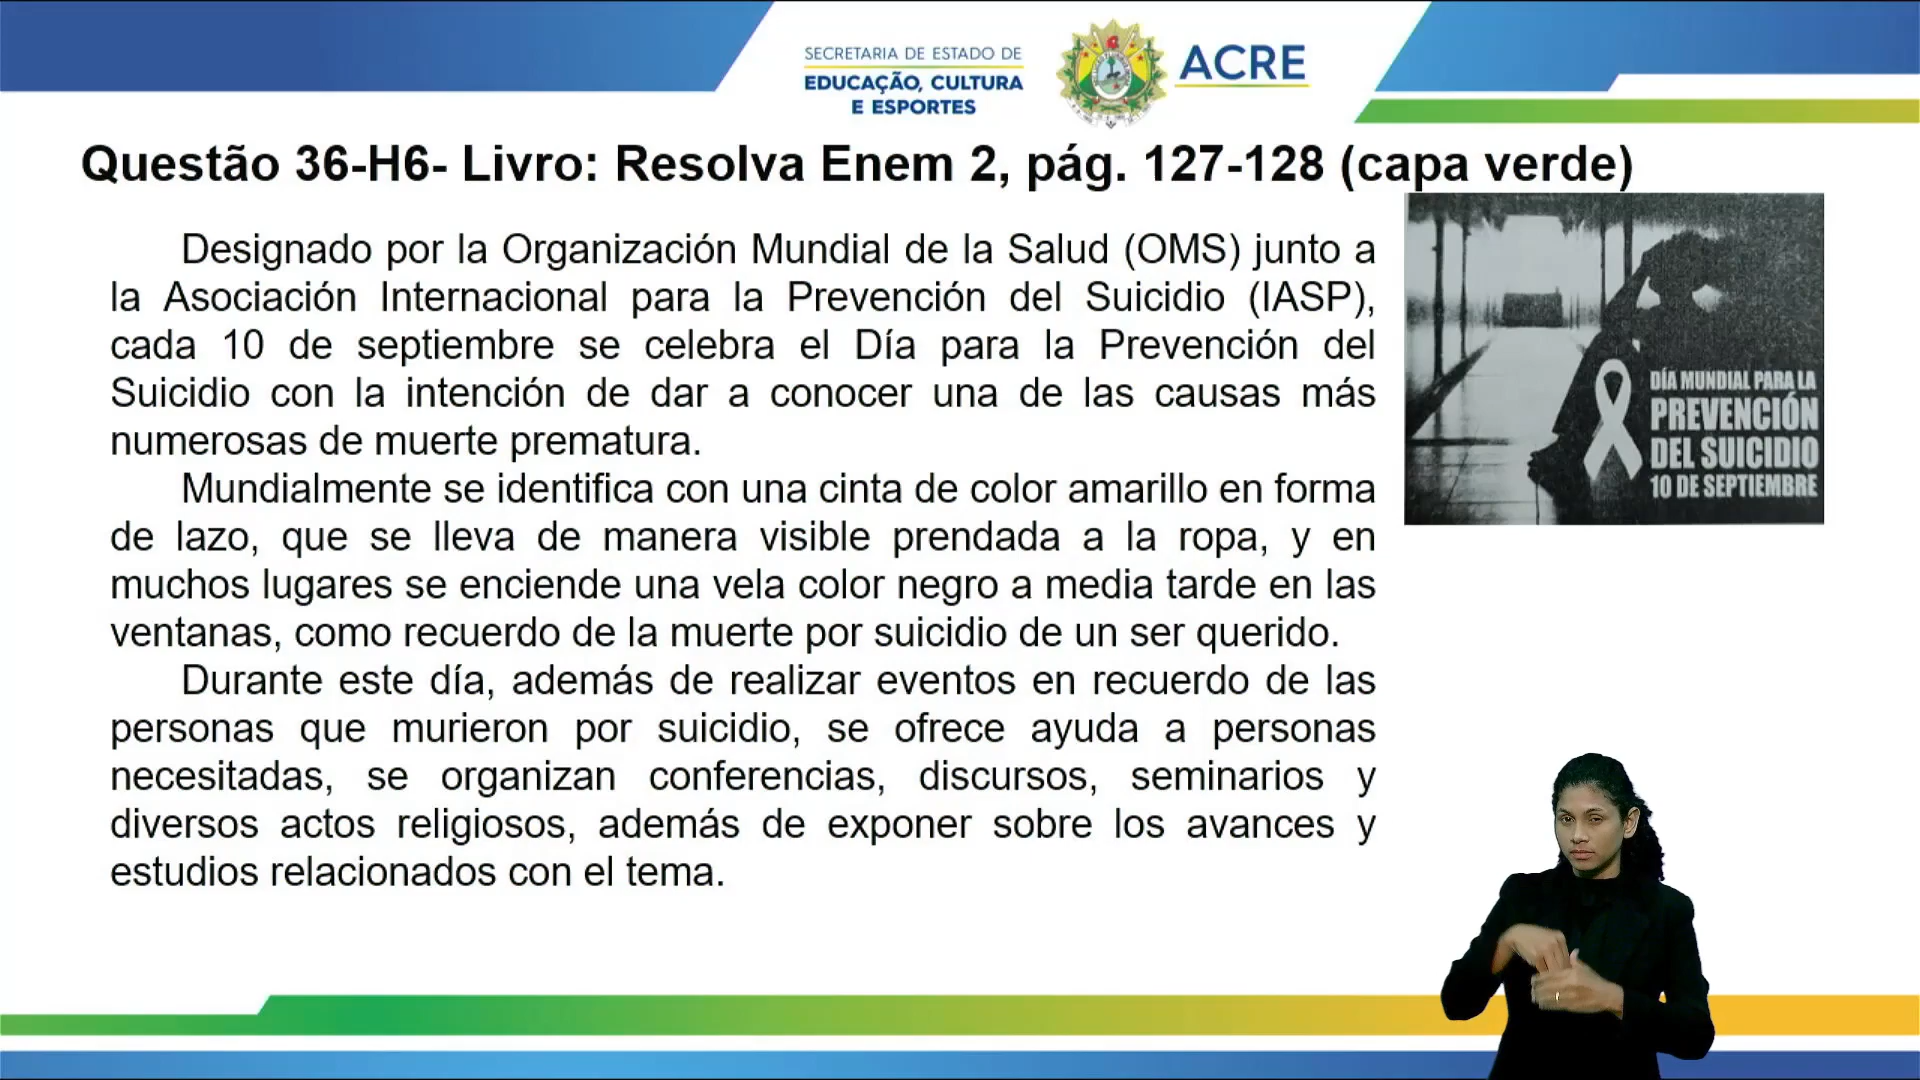 SECRETARIA DE ESTADO DE
EDUCAÇÃO, CULTURA
E ESPORTES
ACRE
Questão 36-H6- Livro: Resolva Enem 2, pág. 127-128 (capa verde)
Designado por la Organización Mundial de la Salud (OMS) junto a
la Asociación Internacional para la Prevención del Suicidio (IASP),
cada 10 de septiembre se celebra el Día para la Prevención del
Suicidio con la intención de dar a conocer una de las causas más
numerosas de muerte prematura.
Mundialmente se identifica con una cinta de color amarillo en forma
de lazo, que se lleva de manera visible prendada a la ropa, y en
muchos lugares se enciende una vela color negro a media tarde en las
ventanas, como recuerdo de la muerte por suicidio de un ser querido.
Durante este día, además de realizar eventos en recuerdo de las
personas que murieron por suicidio, se ofrece ayuda a personas
necesitadas, se organizan conferencias, discursos, seminarios y
diversos actos religiosos, además de exponer sobre los avances y
estudios relacionados con el tema.
DÍA MUNDIAL PARA LA
PREVENCIÓN
DEL SUICIDIO
10 DE SEPTIEMBRE